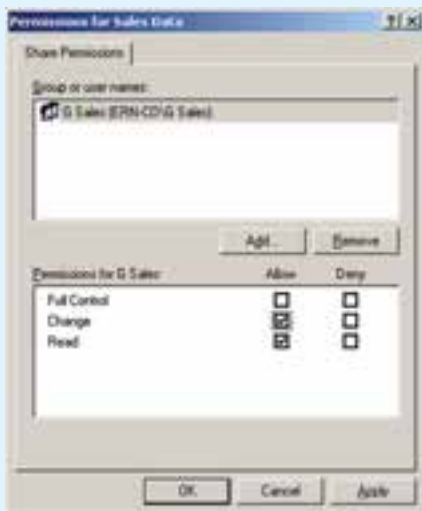 Permissions for Sales Data
Share Permissions
Group or user names:
G Sales (ERN-CO\G Sales)
Add... Remove
Permissions for G Sales Allow Deny
Full Control
Change
Read
OK Cancel Apply